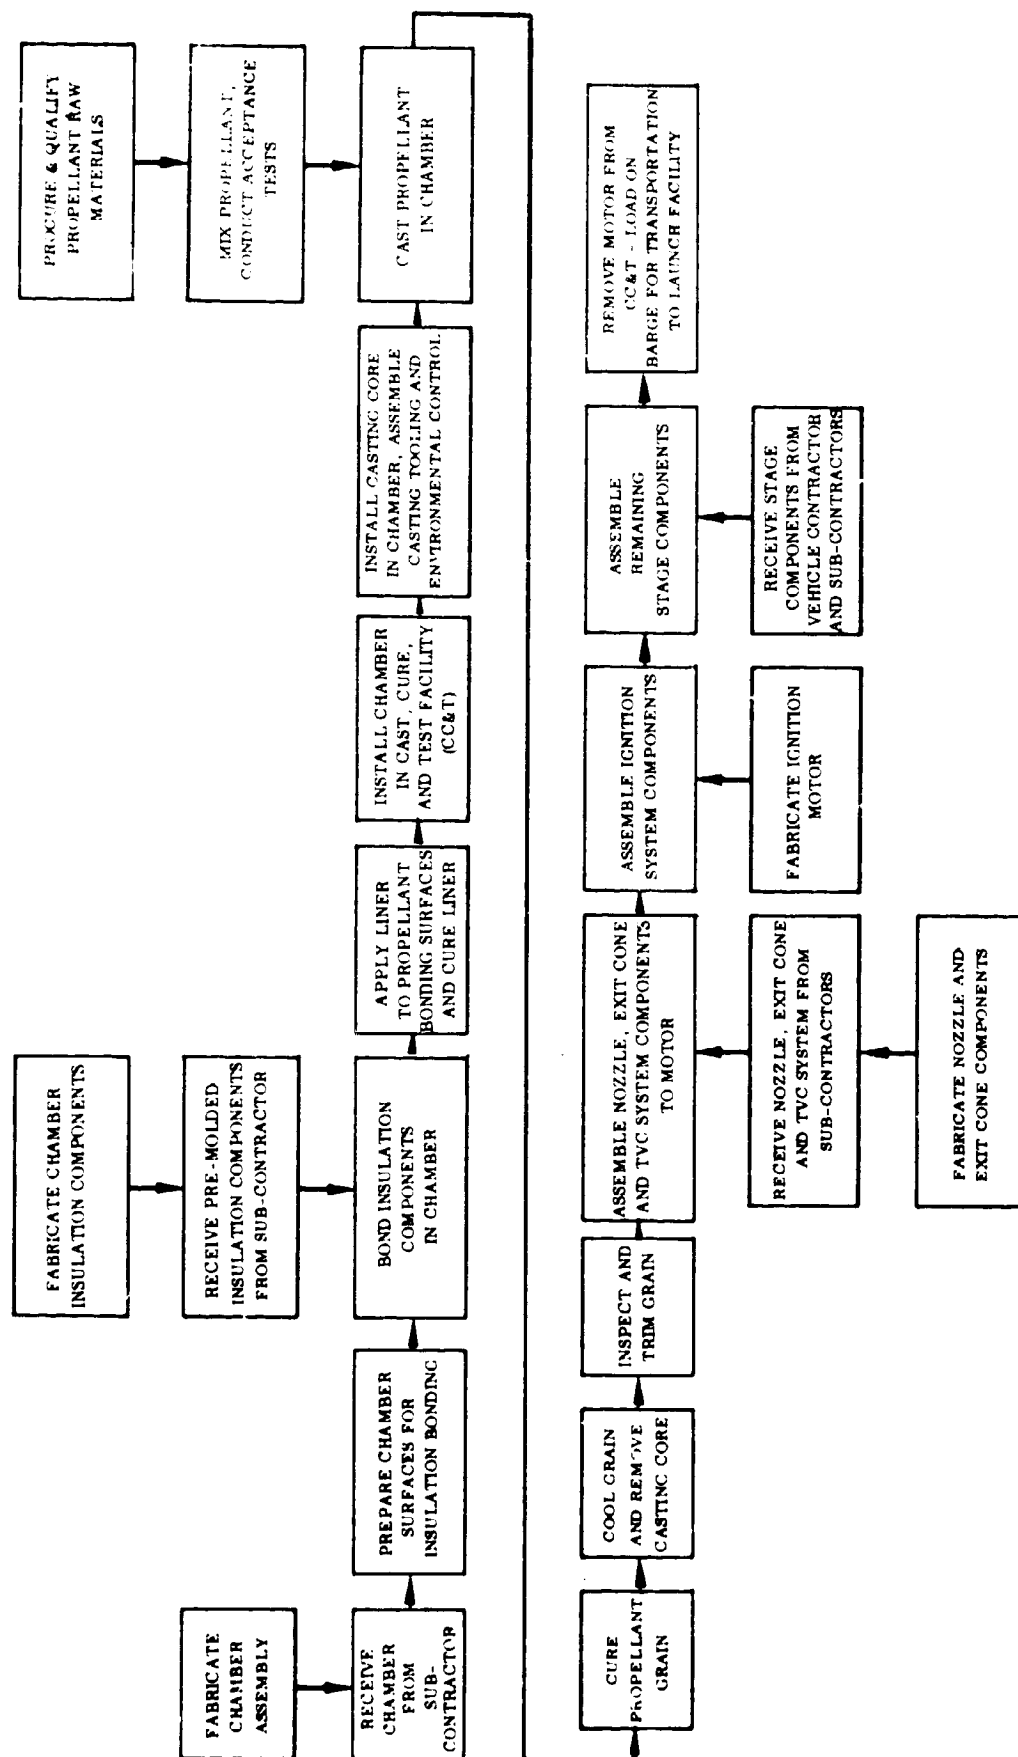 FABRICATE
CHAMBER
ASSEMBLY
RECEIVE
CHAMBER
FROM
SUB-
CONTRACTOR
PREPARE CHAMBER
SURFACES FOR
INSULATION BONDING
FABRICATE CHAMBER
INSULATION COMPONENTS
RECEIVE PRE-MOLDED
INSULATION COMPONENTS
FROM SUB-CONTRACTOR
BOND INSULATION
COMPONENTS
IN CHAMBER
APPLY LINER
TO PROPELLANT
BONDING SURFACES
AND CURE LINER
INSTALL CHAMBER
IN CAST, CURE,
AND TEST FACILITY
(CC&T)
INSTALL CASTING CORE
IN CHAMBER, ASSEMBLE
CASTING TOOLING AND
ENVIRONMENTAL CONTROL
PROCURE & QUALIFY
PROPELLANT RAW
MATERIALS
MIX PROPELLANT,
CONDUCT ACCEPTANCE
TESTS
CAST PROPELLANT
IN CHAMBER
CURE
PROPELLANT
GRAIN
COOL GRAIN
AND REMOVE
CASTING CORE
INSPECT AND
TRIM GRAIN
ASSEMBLE NOZZLE, EXIT CONE
AND TVC SYSTEM COMPONENTS
TO MOTOR
RECEIVE NOZZLE, EXIT CONE
AND TVC SYSTEM FROM
SUB-CONTRACTORS
FABRICATE NOZZLE AND
EXIT CONE COMPONENTS
ASSEMBLE IGNITION
SYSTEM COMPONENTS
FABRICATE IGNITION
MOTOR
ASSEMBLE
REMAINING
STAGE COMPONENTS
RECEIVE STAGE
COMPONENTS FROM
VEHICLE CONTRACTOR
AND SUB-CONTRACTORS
REMOVE MOTOR FROM
CC&T - LOAD ON
BARGE FOR TRANSPORTATION
TO LAUNCH FACILITY